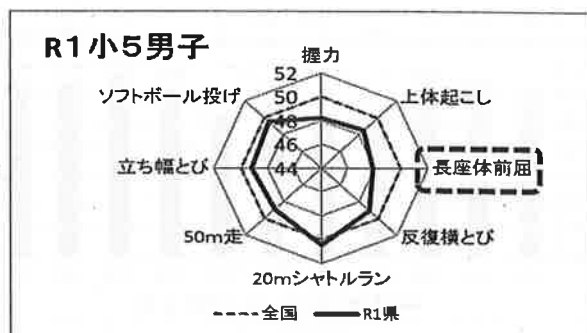 R1小5男子
握力
52
ソフトボール投げ
50
上体起こし
48
46
立ち幅とび
44
長座体前屈
50m走
反復横とび
20mシャトルラン
全国
R1県